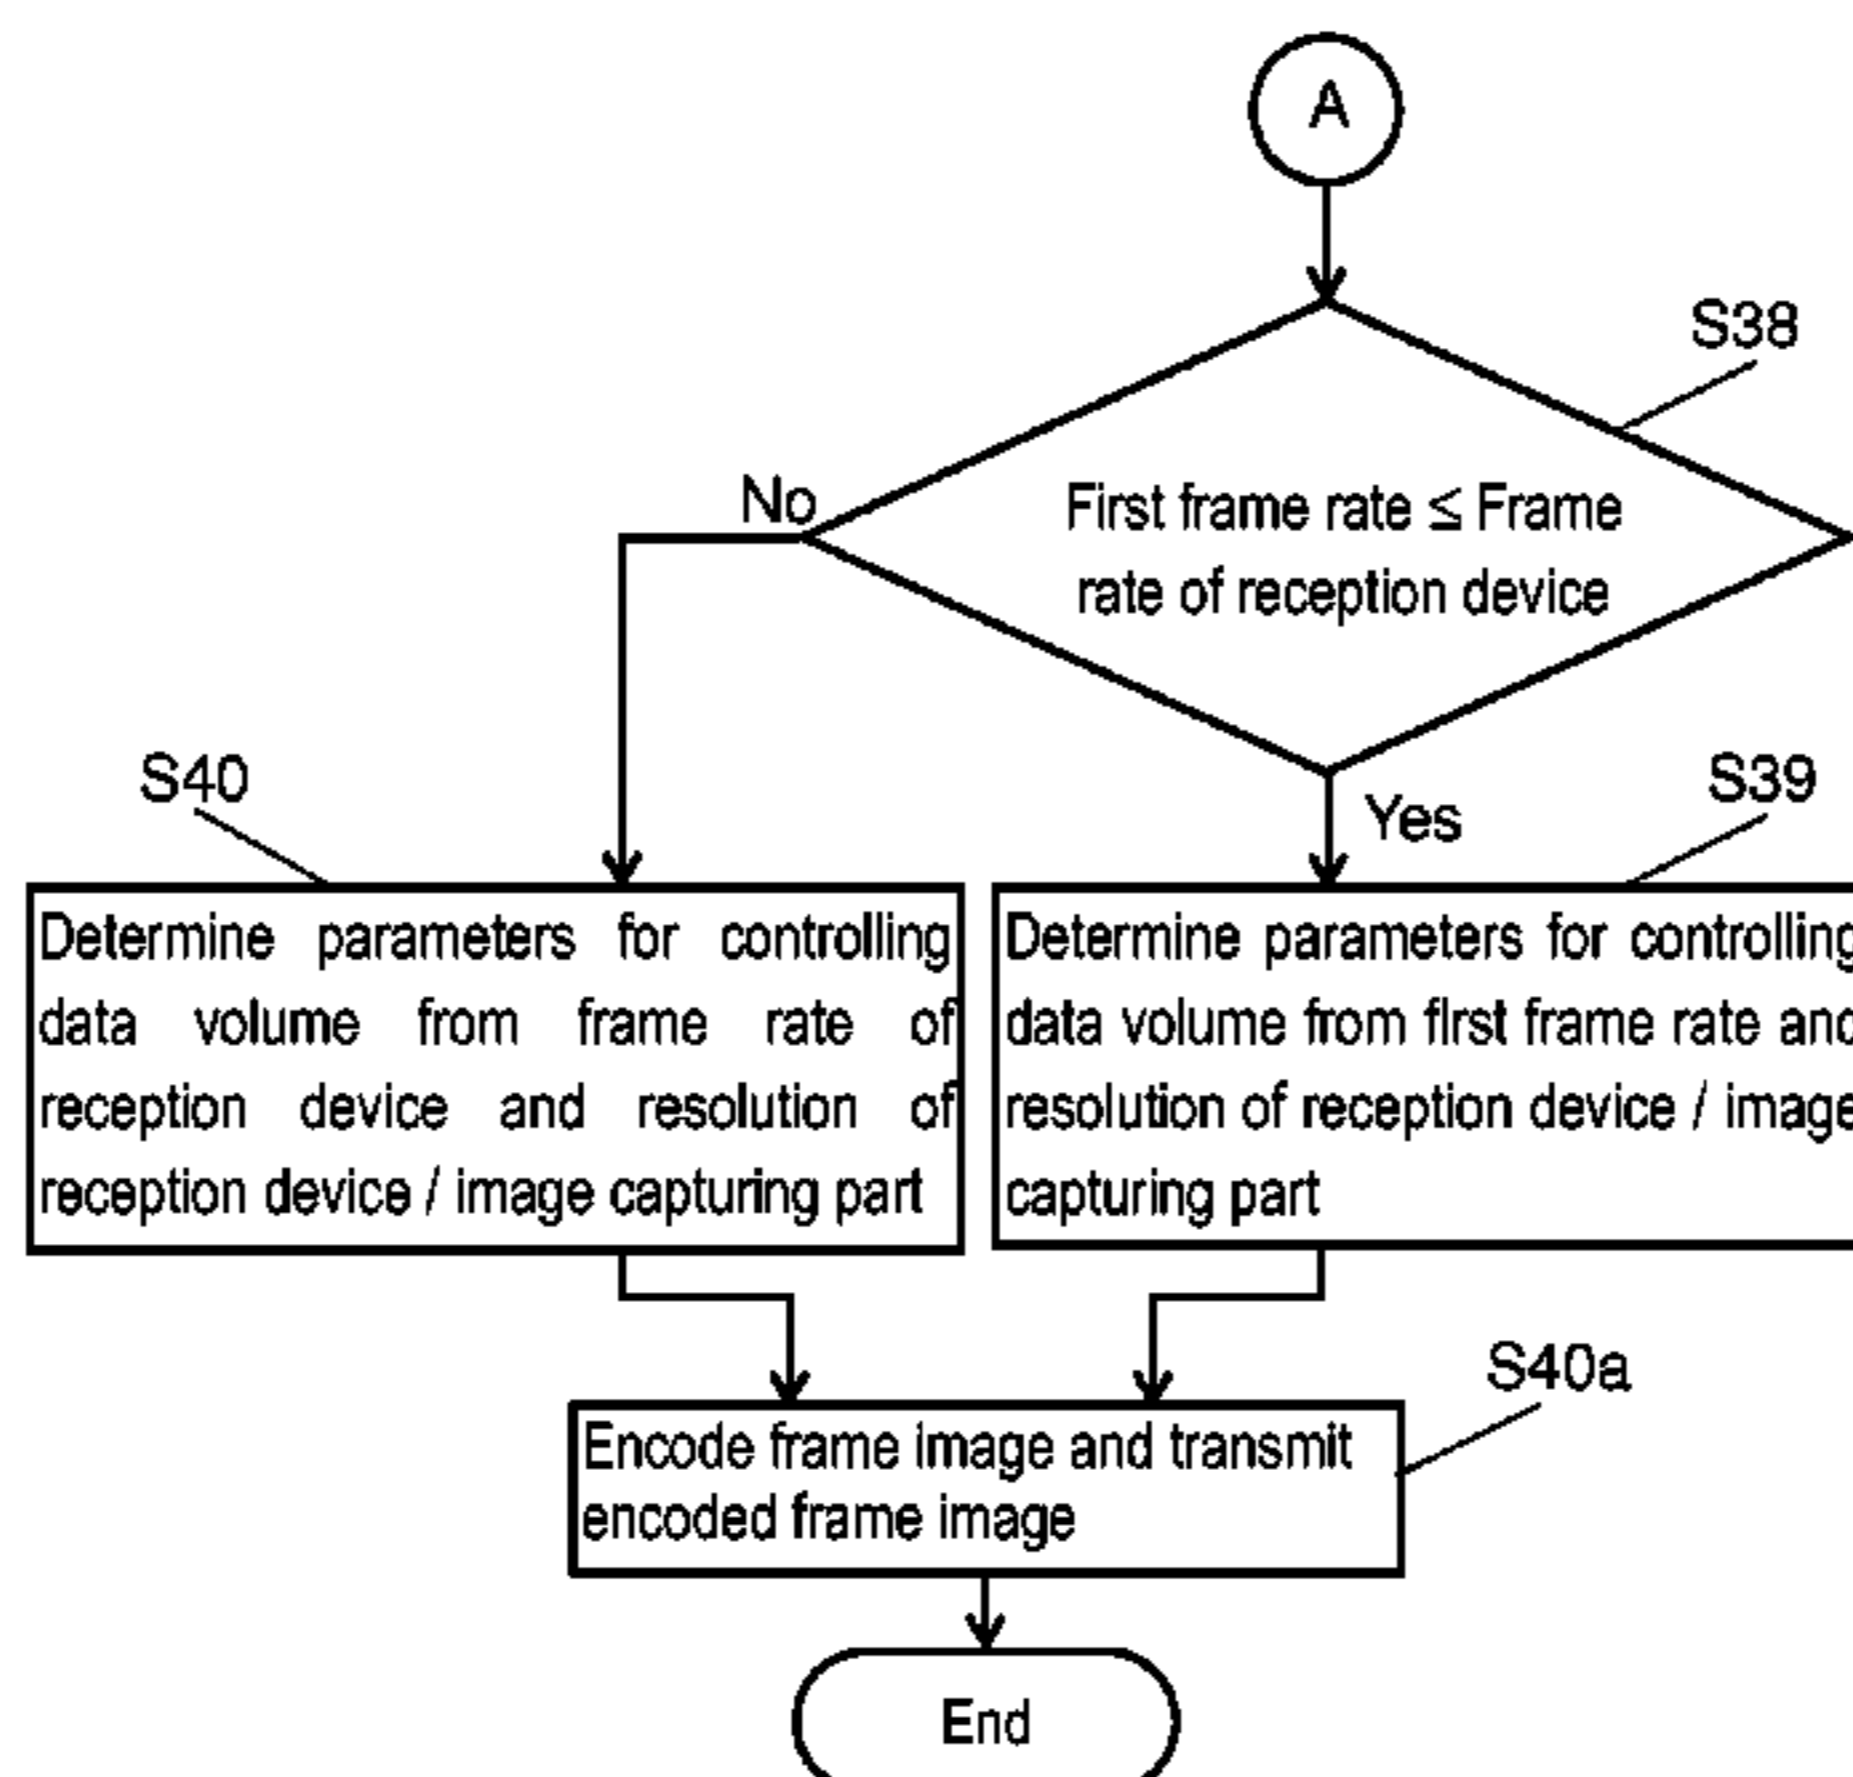 A
S38
First frame rate ≦ Frame
rate of reception device
No
Yes
S40
Determine parameters for controlling
data volume from frame rate of
reception device and resolution of
reception device / image capturing part
S39
Determine parameters for controlling
data volume from first frame rate and
resolution of reception device / image
capturing part
S40a
Encode frame image and transmit
encoded frame image
End